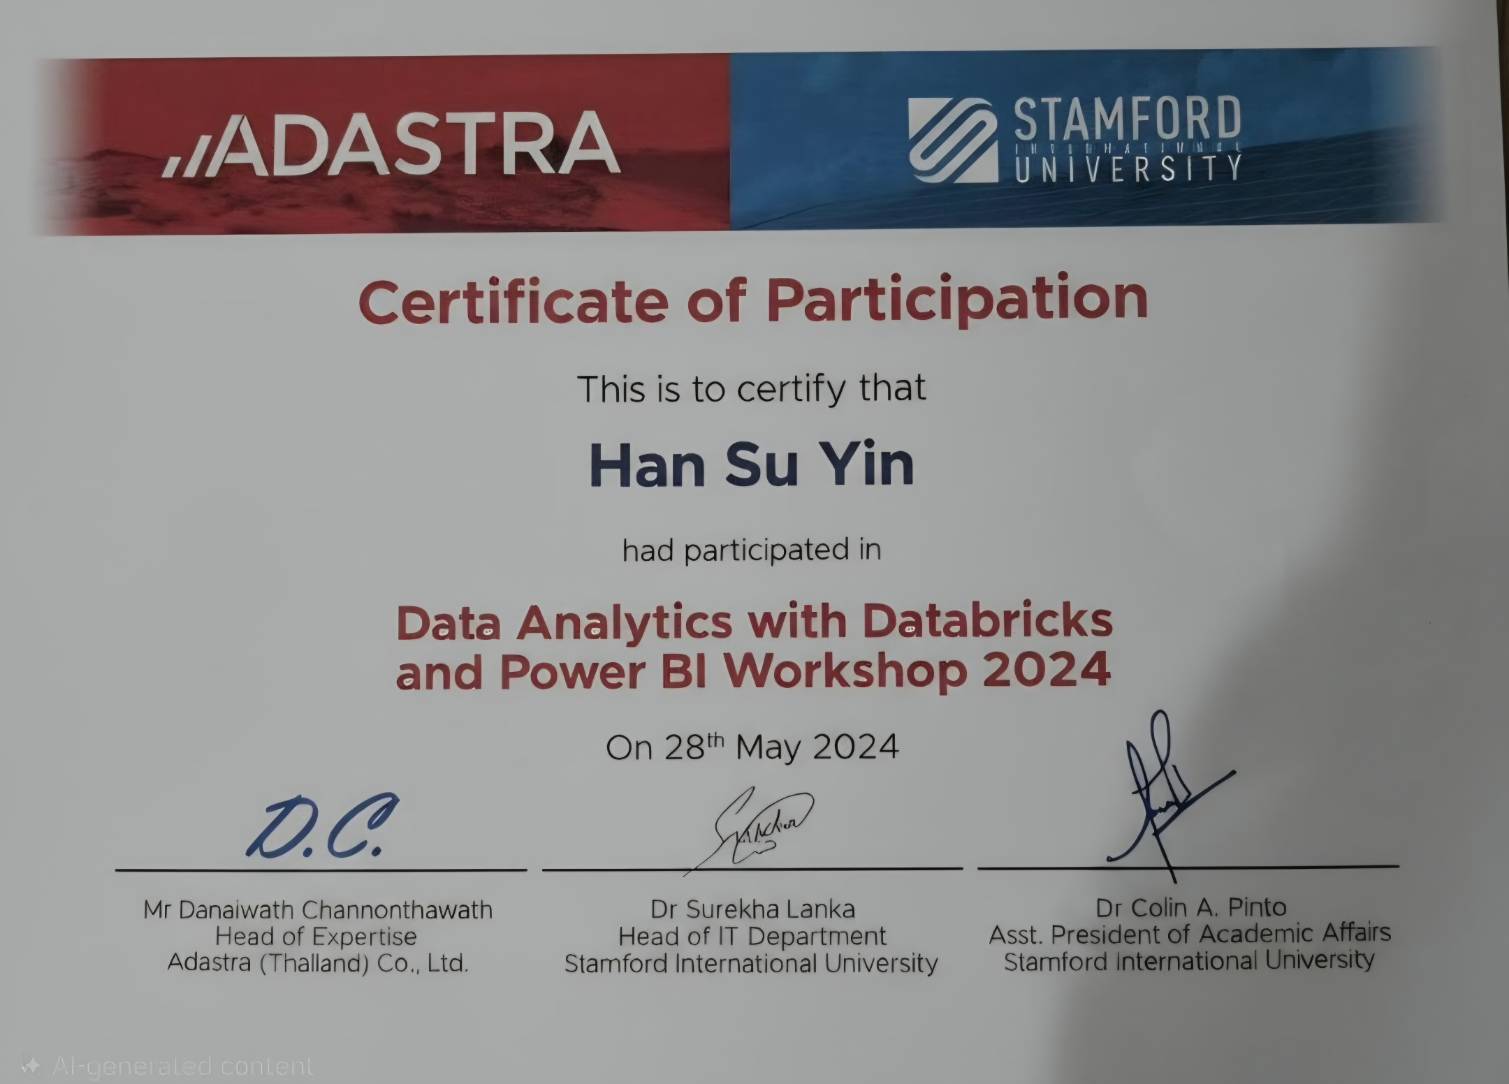 ADASTRA
STAMFORD
UNIVERSITY
Certificate of Participation
This is to certify that
Han Su Yin
had participated in
Data Analytics with Databricks
and Power BI Workshop 2024
On 28th May 2024
D.C.
Mr Danaiwath Channonthawath
Head of Expertise
Adastra (Thalland) Co., Ltd.
Dr Surekha Lanka
Head of IT Department
Stamford International University
Dr Colin A. Pinto
Asst. President of Academic Affairs
Stamford International University
AI-generated content